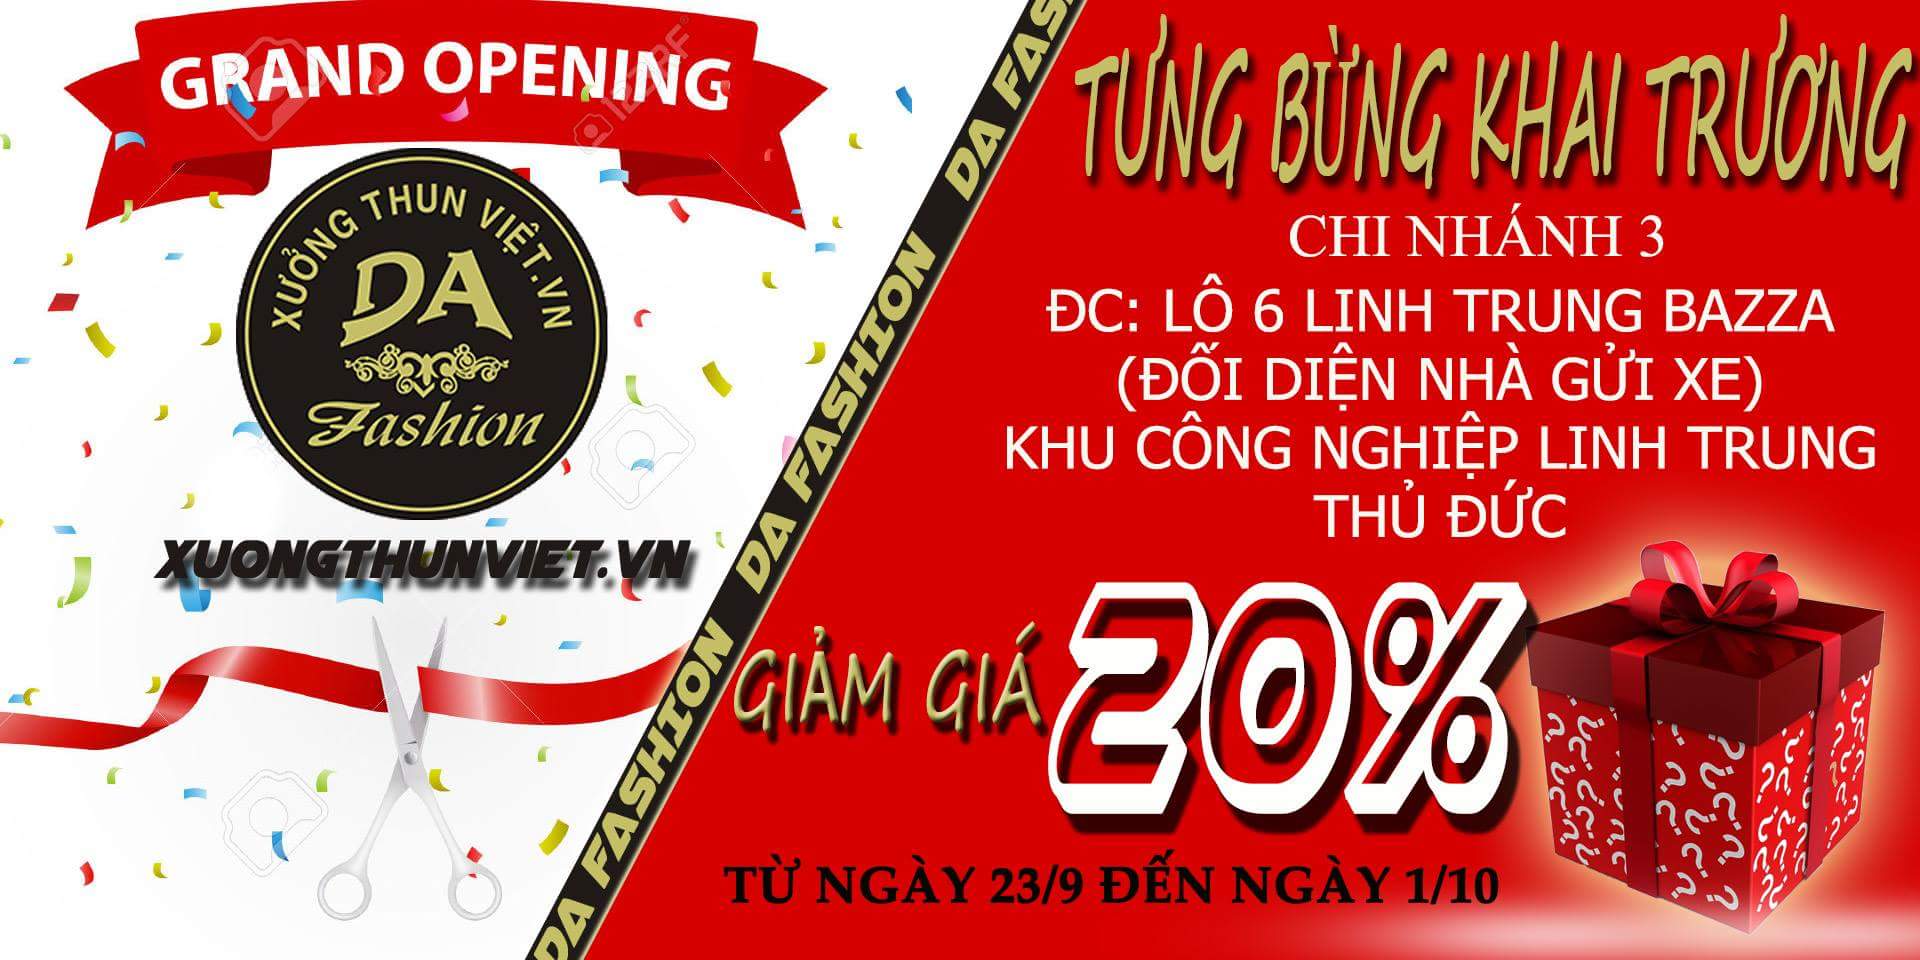 GRAND OPENING
XƯỞNG THUN VIỆT.VN
DA
Fashion
XUONGTHUNVIET.VN
DA FASHION DA FASHION DA FASHION DA FASHION DA FAS
TƯNG BỪNG KHAI TRƯƠNG
CHI NHÁNH 3
ĐC: LÔ 6 LINH TRUNG BAZZA
(ĐỐI DIỆN NHÀ GỬI XE)
KHU CÔNG NGHIỆP LINH TRUNG
THỦ ĐỨC
GIẢM GIÁ 20%
TỪ NGÀY 23/9 ĐẾN NGÀY 1/10